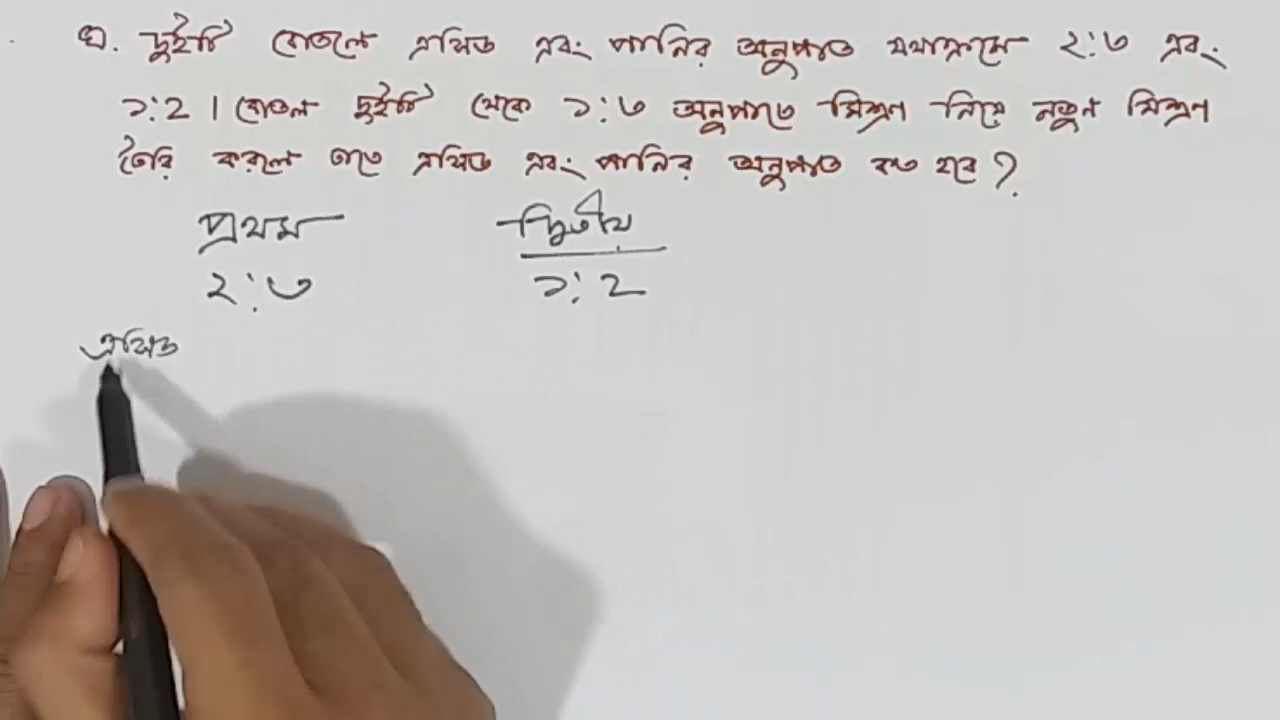 ঘ. দুইটি বোতলে এসিড এবং পানির অনুপাত যথাক্রমে ২:৩ এবং
১:2 । বোতল দুইটি থেকে ১:৩ অনুপাতে মিশ্রণ নিয়ে নতুন মিশ্রণ
তৈরি করলে তাতে এসিড এবং পানির অনুপাত কত হবে?
প্রথম দ্বিতীয়
২:৩ ১:2
এসিড